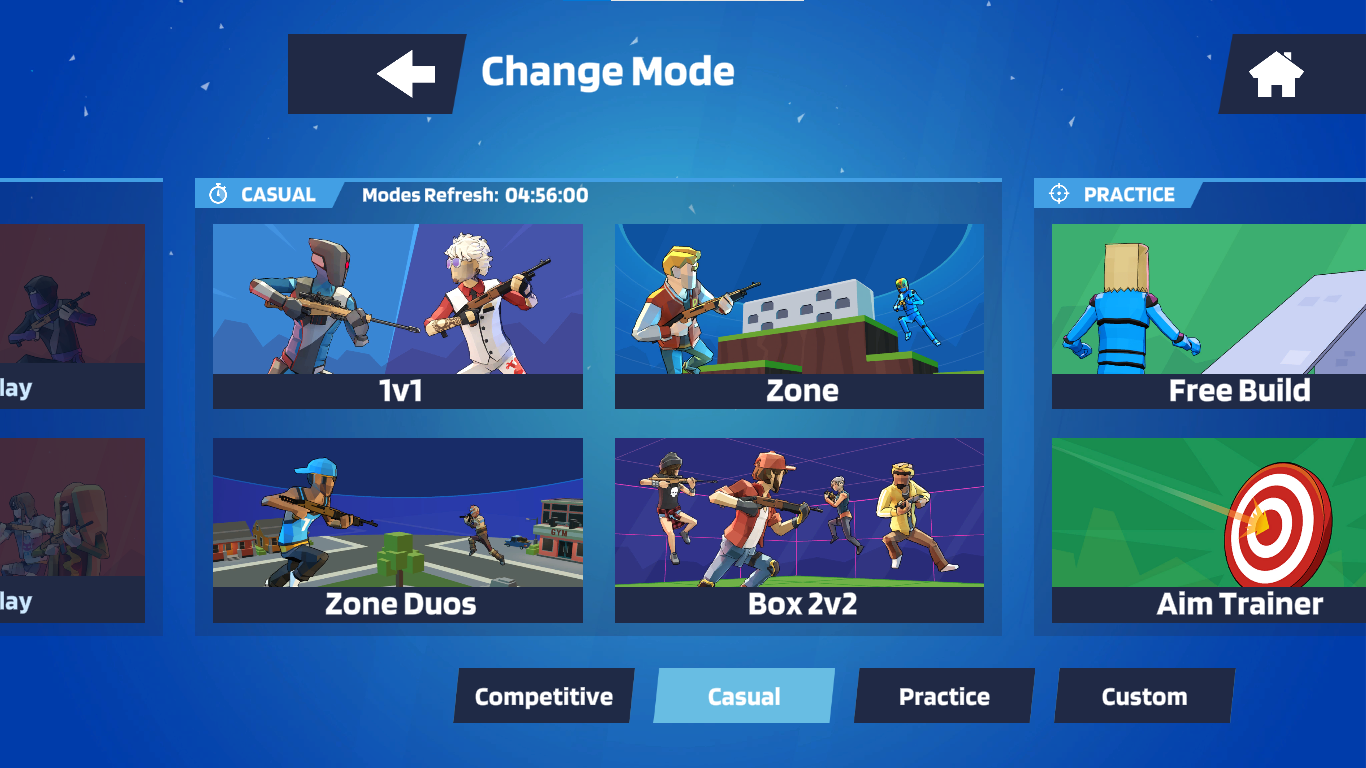 Change Mode
CASUAL
Modes Refresh: 04:56:00
PRACTICE
lay
1v1
Zone
Free Build
GYM
lay
Zone Duos
Box 2v2
Aim Trainer
Competitive
Casual
Practice
Custom